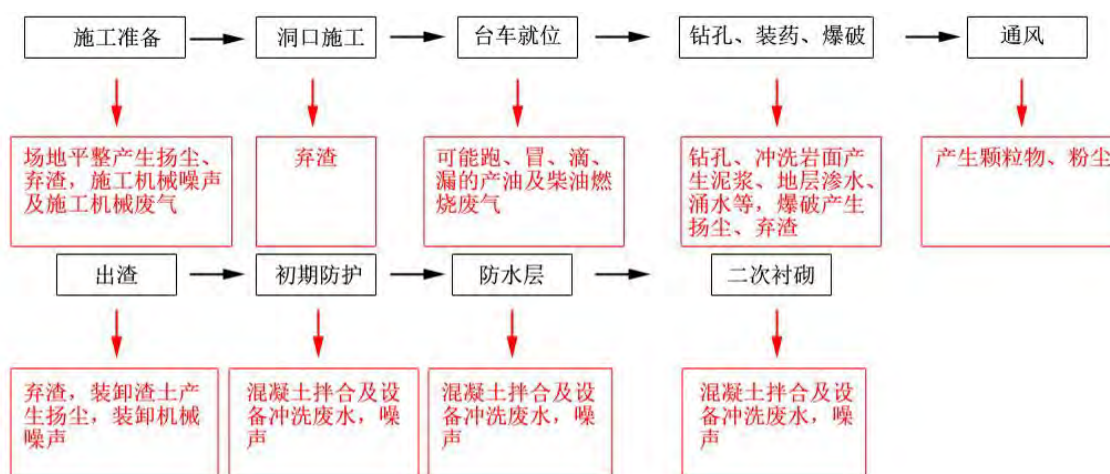 施工准备
洞口施工
台车就位
钻孔、装药、爆破
通风
场地平整产生扬尘、
弃渣，施工机械噪声
及施工机械废气
弃渣
可能跑、冒、滴、
漏的产油及柴油燃
烧废气
钻孔、冲洗岩面产
生泥浆、地层渗水、
涌水等，爆破产生
扬尘、弃渣
产生颗粒物、粉尘
出渣
初期防护
防水层
二次衬砌
弃渣，装卸渣土产
生扬尘，装卸机械
噪声
混凝土拌合及设
备冲洗废水，噪
声
混凝土拌合及设
备冲洗废水，噪
声
混凝土拌合及设
备冲洗废水，噪
声